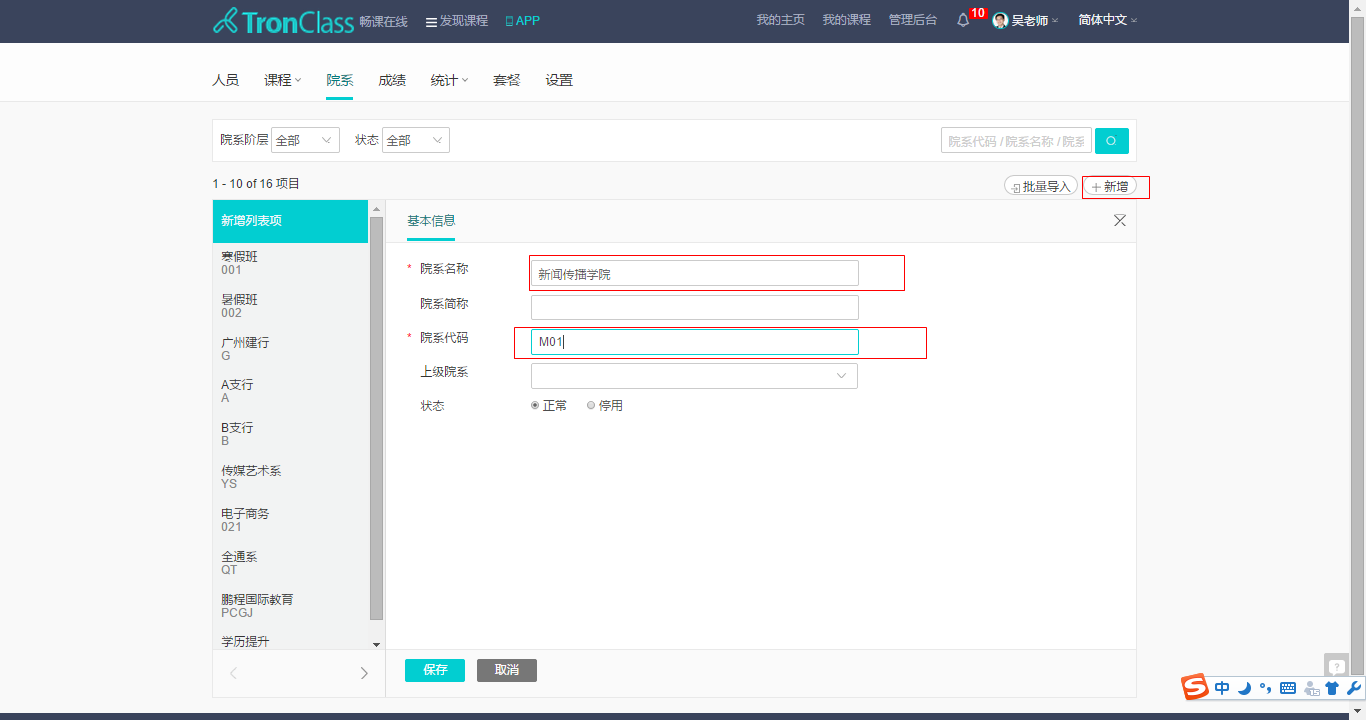 TronClass 畅课在线 发现课程 APP 我的主页 我的课程 管理后台 10 吴老师 简体中文
人员 课程 院系 成绩 统计 套餐 设置
院系阶层 全部 状态 全部 院系代码 / 院系名称 / 院系
1 - 10 of 16 项目 批量导入 新增
新增列表项
寒假班
001
暑假班
002
广州建行
G
A支行
A
B支行
B
传媒艺术系
YS
电子商务
021
全通系
QT
鹏程国际教育
PCGJ
学历提升
基本信息
* 院系名称 新闻传播学院
院系简称
* 院系代码 M01
上级院系
状态 正常 停用
保存 取消
?
S 中